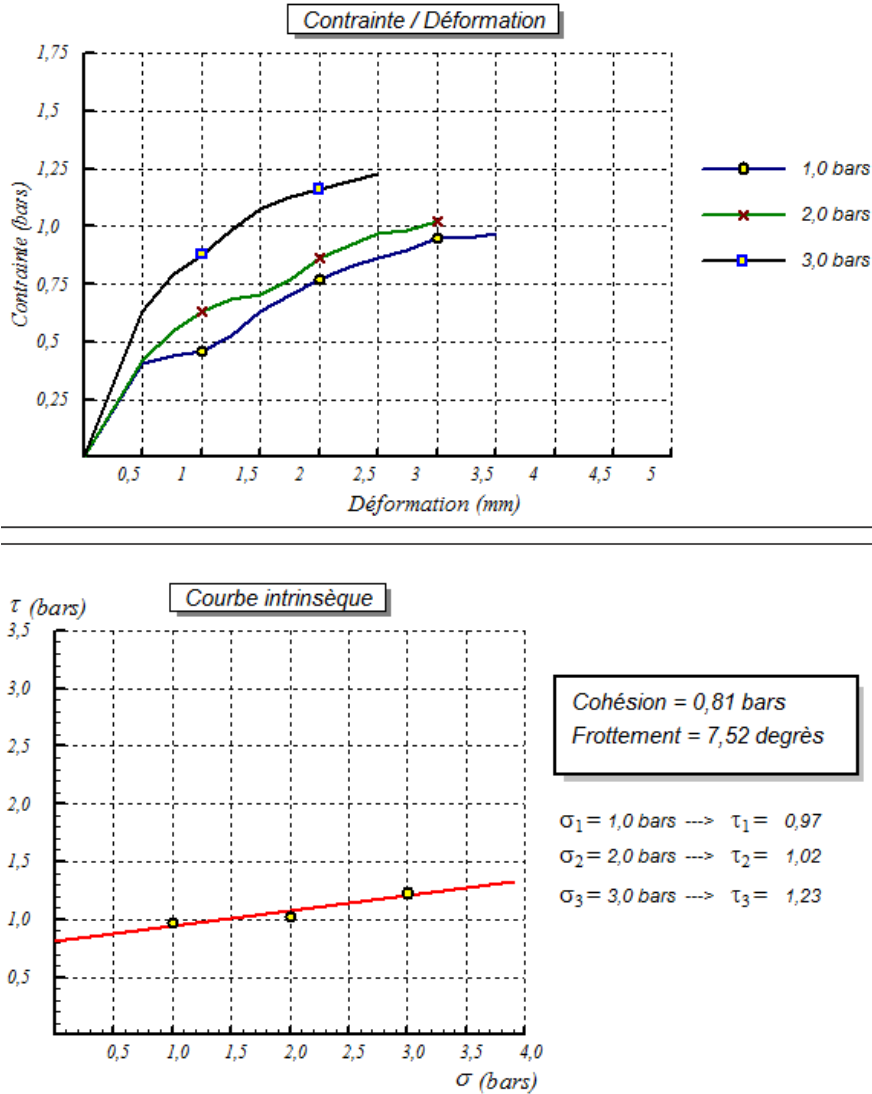 Contrainte / Déformation
1,75
1,5
1,25
1,0
0,75
0,5
0,25
Contrainte (bars)
0,5 1 1,5 2 2,5 3 3,5 4 4,5 5
Déformation (mm)
1,0 bars
2,0 bars
3,0 bars
Courbe intrinsèque
τ (bars)
3,5
3,0
2,5
2,0
1,5
1,0
0,5
0,5 1,0 1,5 2,0 2,5 3,0 3,5 4,0
σ (bars)
Cohésion = 0,81 bars
Frottement = 7,52 degrès
σ1 = 1,0 bars ---> τ1 = 0,97
σ2 = 2,0 bars ---> τ2 = 1,02
σ3 = 3,0 bars ---> τ3 = 1,23